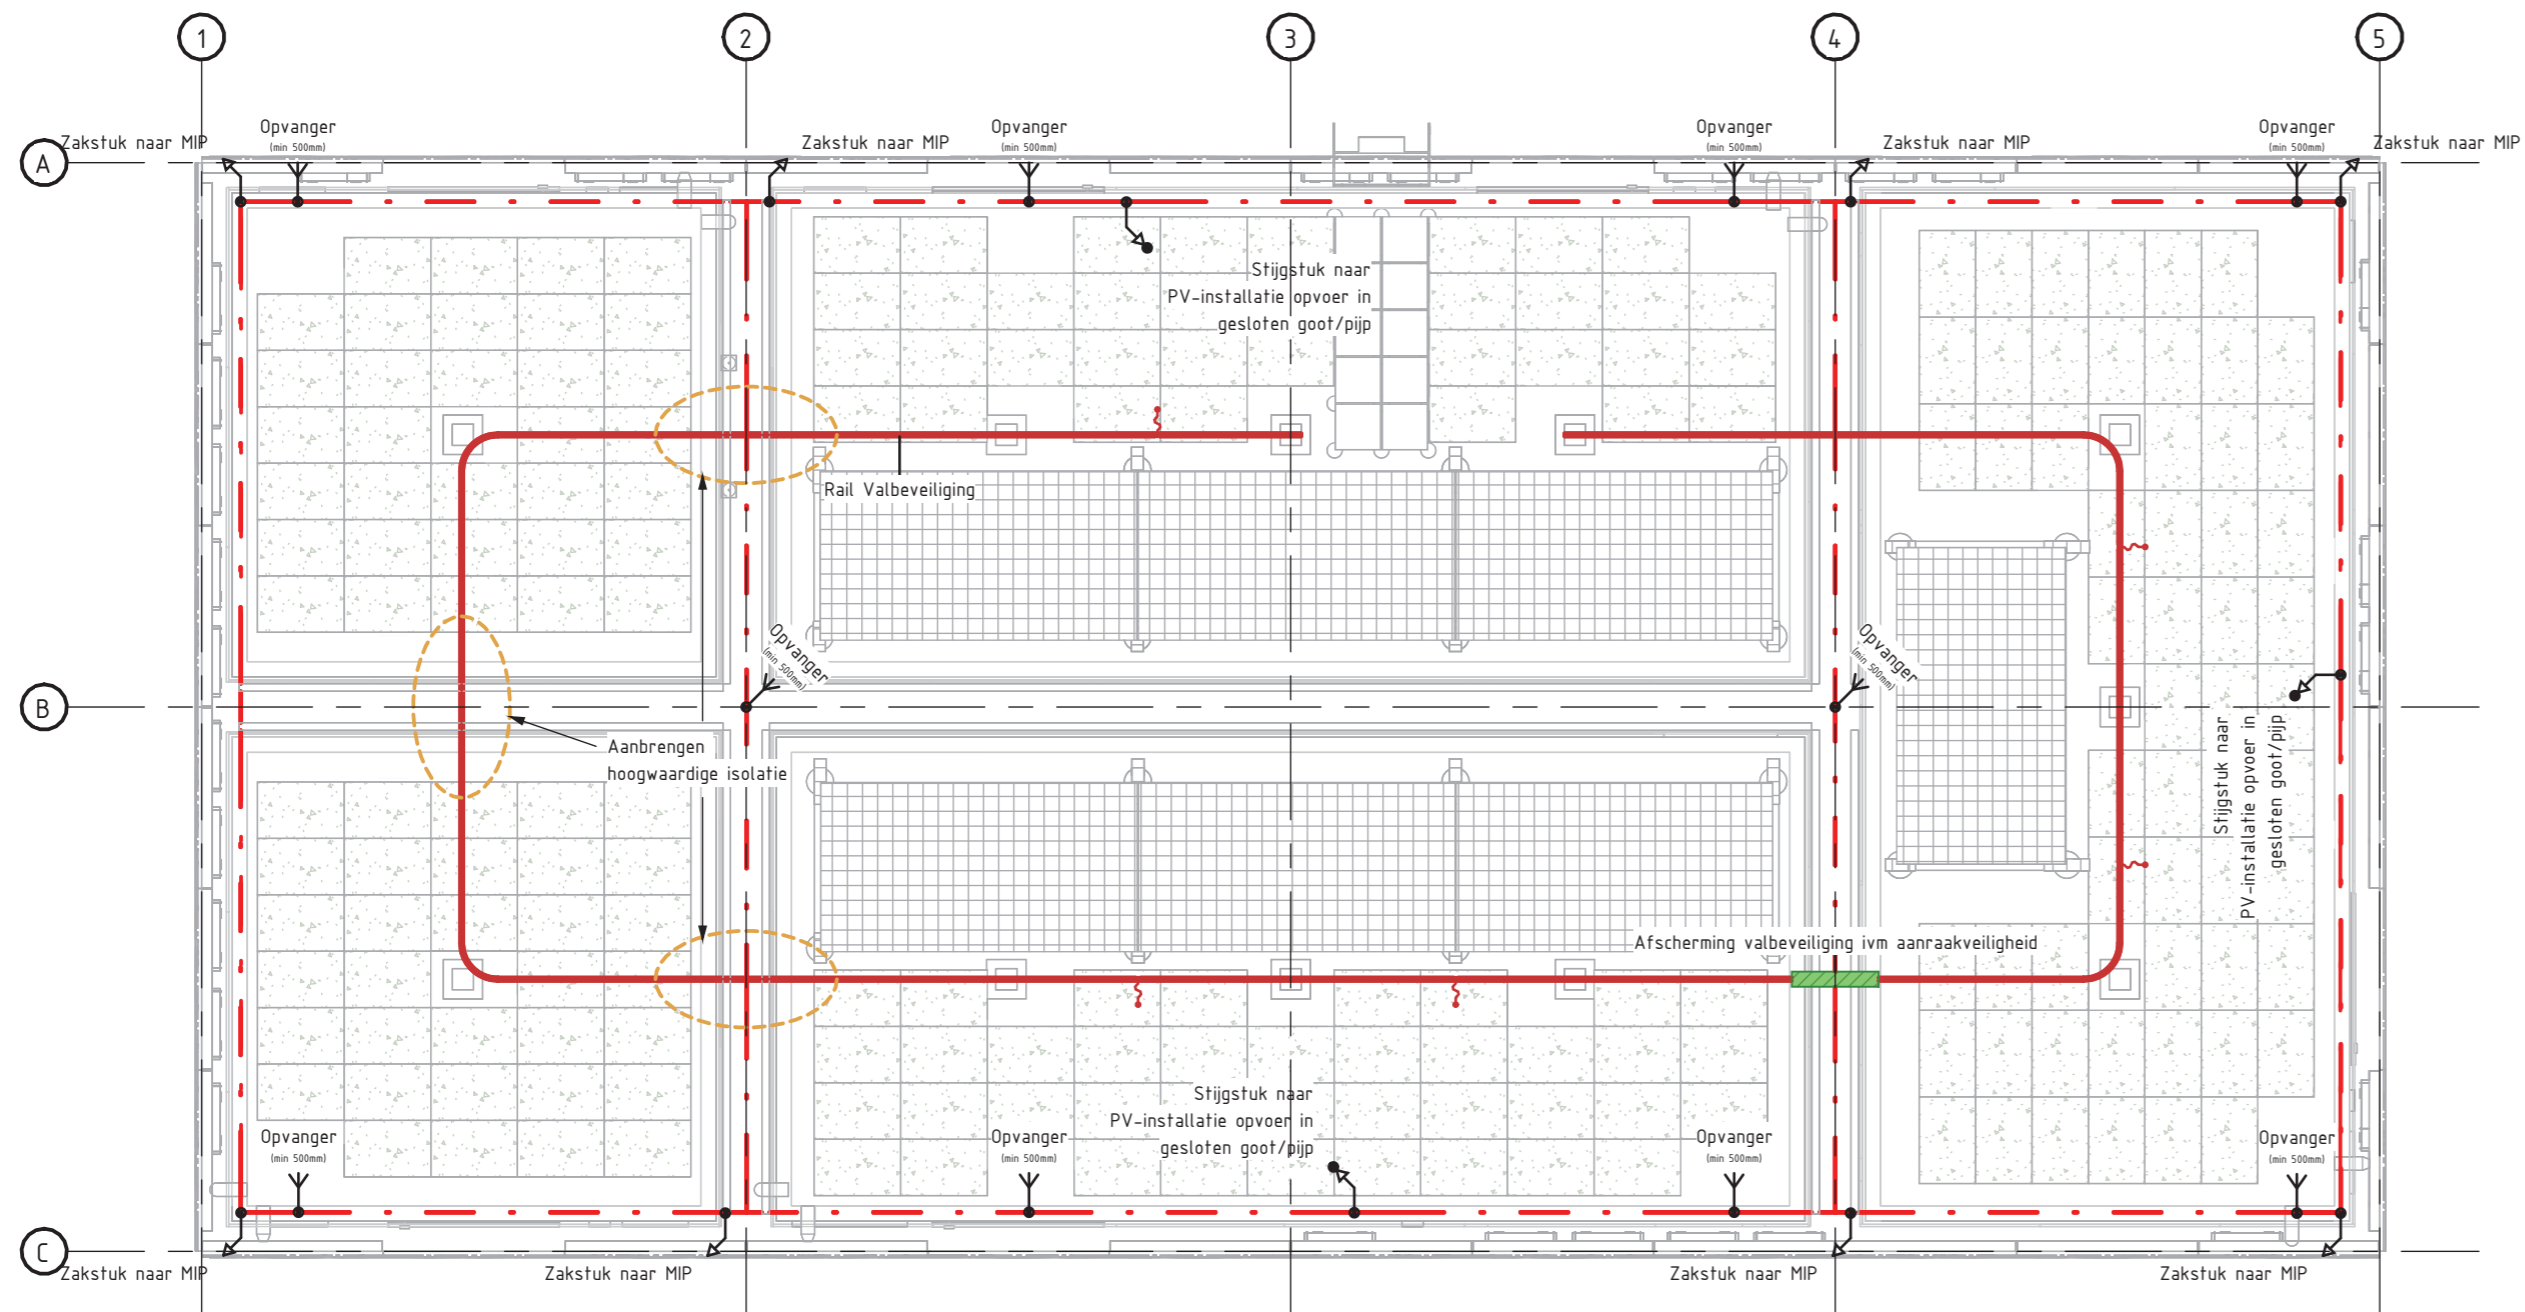 1
2
3
4
5
A
B
C
Zakstuk naar MIP
Opvanger
(min 500mm)
Zakstuk naar MIP
Opvanger
(min 500mm)
Opvanger
(min 500mm)
Zakstuk naar MIP
Opvanger
(min 500mm)
Zakstuk naar MIP
Stijgstuk naar
PV-installatie opvoer in
gesloten goot/pijp
Rail Valbeveiliging
Opvanger
(min 500mm)
Opvanger
(min 500mm)
Aanbrengen
hoogwaardige isolatie
Stijgstuk naar
PV-installatie opvoer in
gesloten goot/pijp
Afscherming valbeveiliging ivm aanraakveiligheid
Stijgstuk naar
PV-installatie opvoer in
gesloten goot/pijp
Opvanger
(min 500mm)
Opvanger
(min 500mm)
Opvanger
(min 500mm)
Opvanger
(min 500mm)
Zakstuk naar MIP
Zakstuk naar MIP
Zakstuk naar MIP
Zakstuk naar MIP